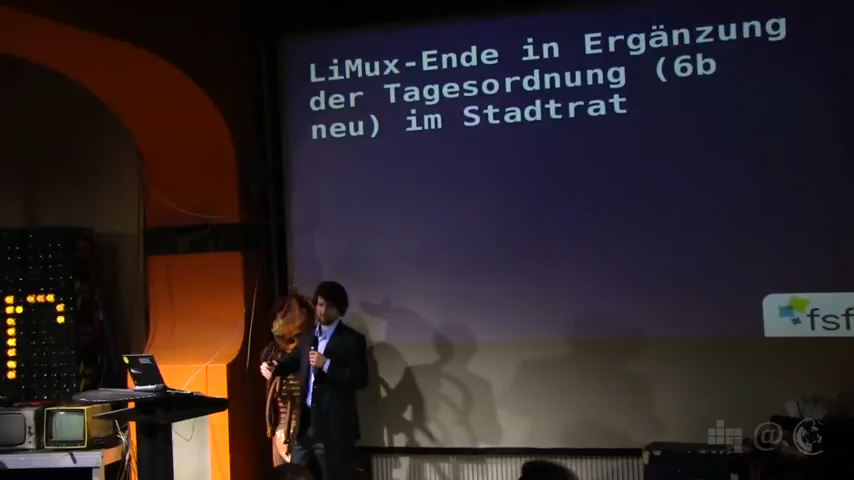 LiMux-Ende in Ergänzung
der Tagesordnung (6b
neu) im Stadtrat
fsf
@